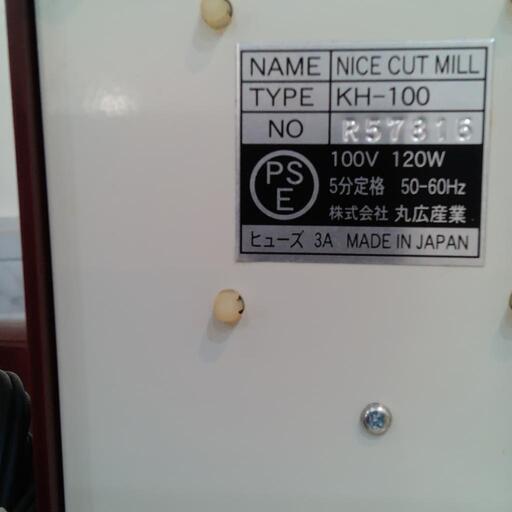 NAME NICE CUT MILL
TYPE KH-100
NO R57316
PS
E
100V 120W
5分定格 50-60Hz
株式会社 丸広産業
ヒューズ 3A MADE IN JAPAN